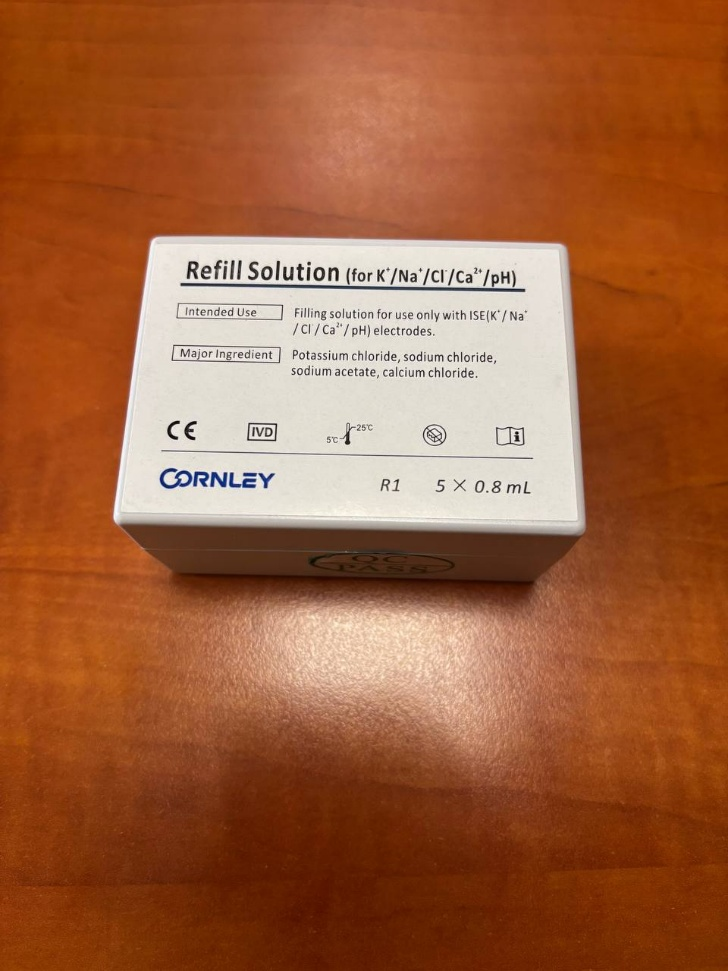 Refill Solution (for K⁺/Na⁺/Cl⁻/Ca²⁺/pH)
Intended Use Filling solution for use only with ISE(K⁺/ Na⁺
/ Cl⁻/ Ca²⁺/ pH) electrodes.
Major Ingredient Potassium chloride, sodium chloride,
sodium acetate, calcium chloride.
CE IVD 5℃ 25℃ i
CORNLEY R1 5 × 0.8 mL
QC
PASS